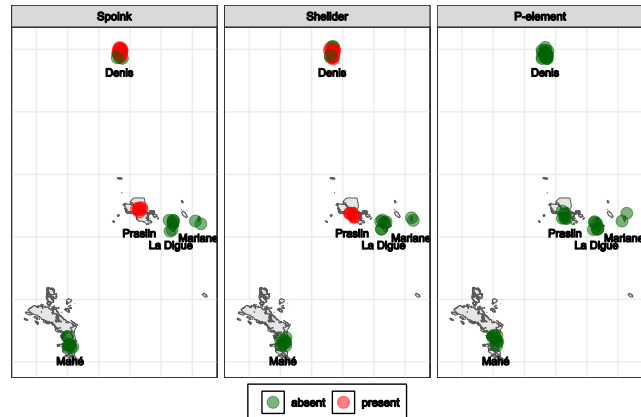 Spoink
Shellder
P-element
Denis
Denis
Denis
Praslin
La Digue
Mariane
Praslin
La Digue
Mariane
Praslin
La Digue
Mariane
Mahé
Mahé
Mahé
absent
present